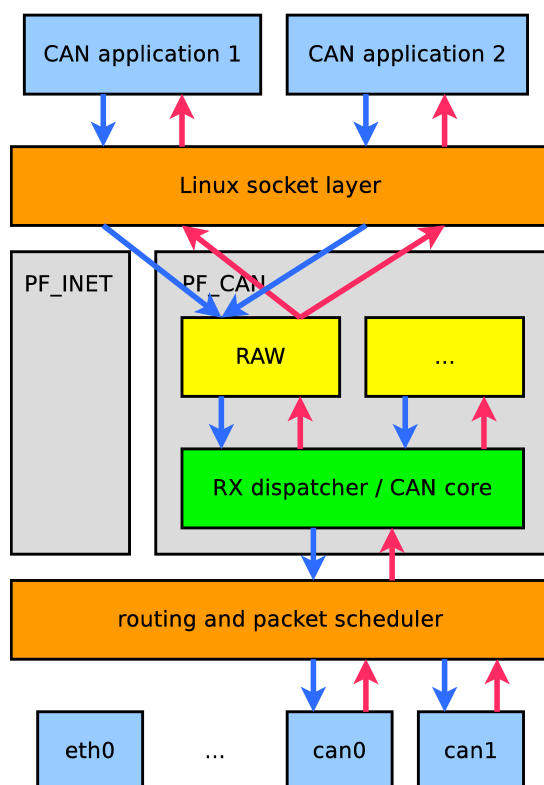 CAN application 1
CAN application 2
Linux socket layer
PF_INET
PF_CAN
RAW
...
RX dispatcher / CAN core
routing and packet scheduler
eth0
...
can0
can1